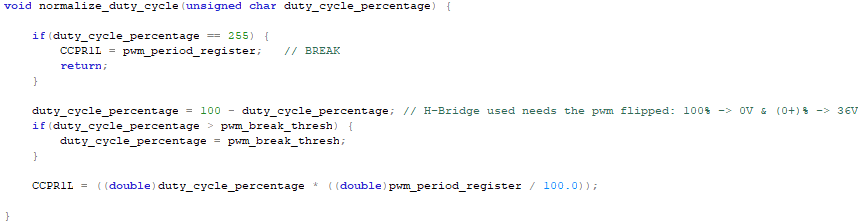 void normalize_duty_cycle(unsigned char duty_cycle_percentage) {
if(duty_cycle_percentage == 255) {
CCPR1L = pwm_period_register;   // BREAK
return;
}
duty_cycle_percentage = 100 - duty_cycle_percentage; // H-Bridge used needs the pwm flipped: 100% -> 0V & (0+)% -> 36V
if(duty_cycle_percentage > pwm_break_thresh) {
duty_cycle_percentage = pwm_break_thresh;
}
CCPR1L = ((double)duty_cycle_percentage * ((double)pwm_period_register / 100.0));
}